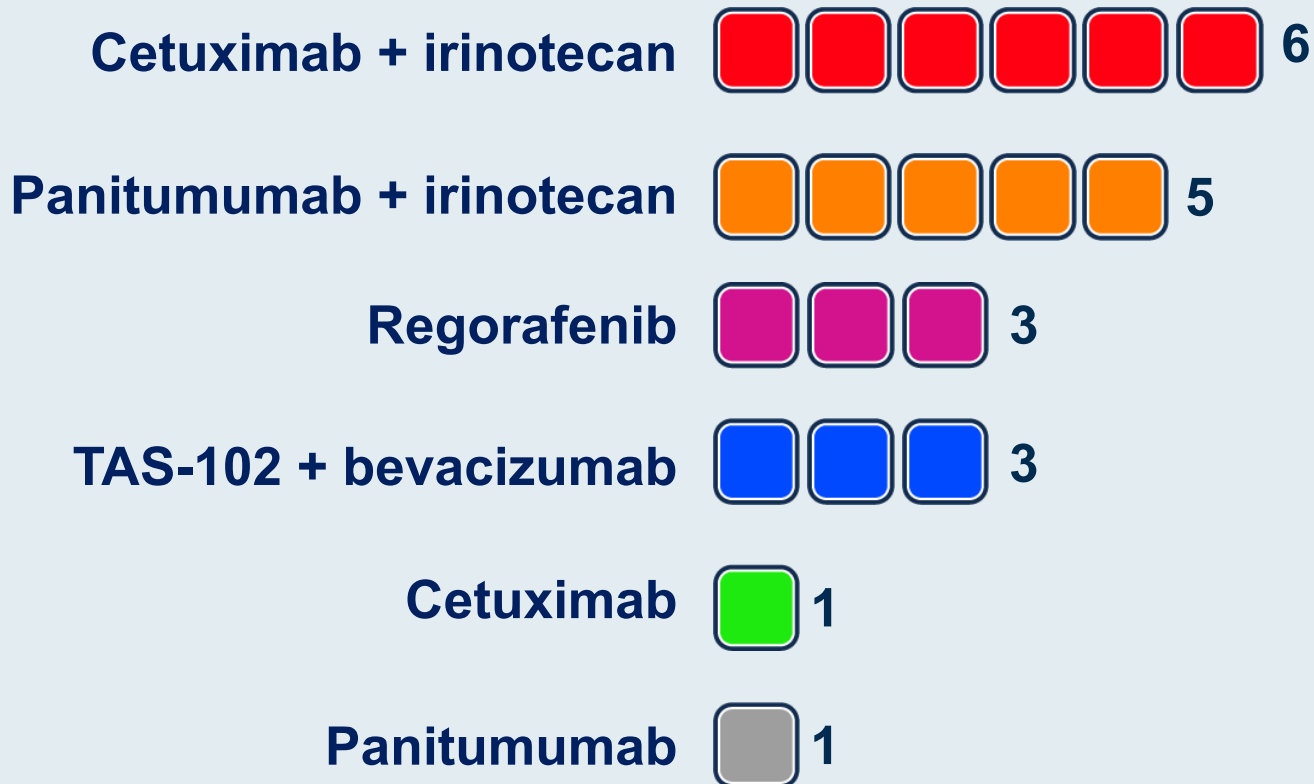 Cetuximab + irinotecan 6
Panitumumab + irinotecan 5
Regorafenib 3
TAS-102 + bevacizumab 3
Cetuximab 1
Panitumumab 1